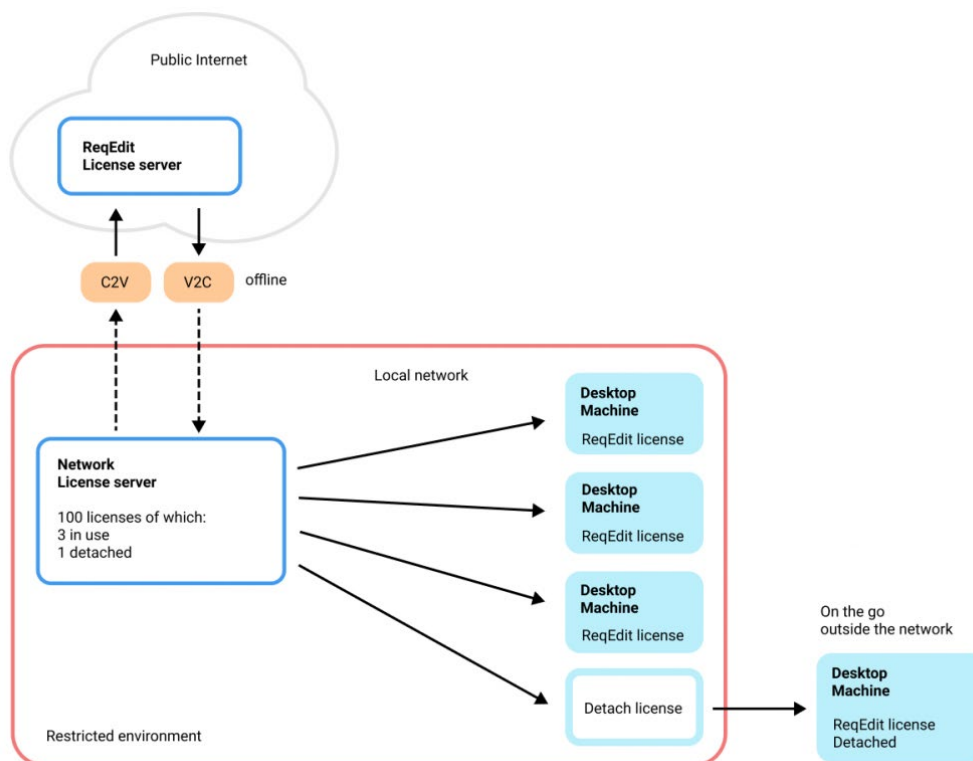 Public Internet
ReqEdit
License server
C2V
V2C
offline
Local network
Network
License server
100 licenses of which:
3 in use
1 detached
Desktop
Machine
ReqEdit license
Desktop
Machine
ReqEdit license
Desktop
Machine
ReqEdit license
Detach license
On the go
outside the network
Desktop
Machine
ReqEdit license
Detached
Restricted environment